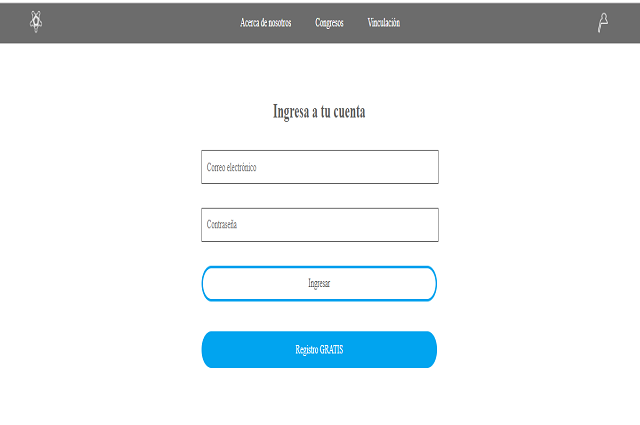 Acerca de nosotros Congresos Vinculación
Ingresa a tu cuenta
Correo electrónico
Contraseña
Ingresar
Registro GRATIS